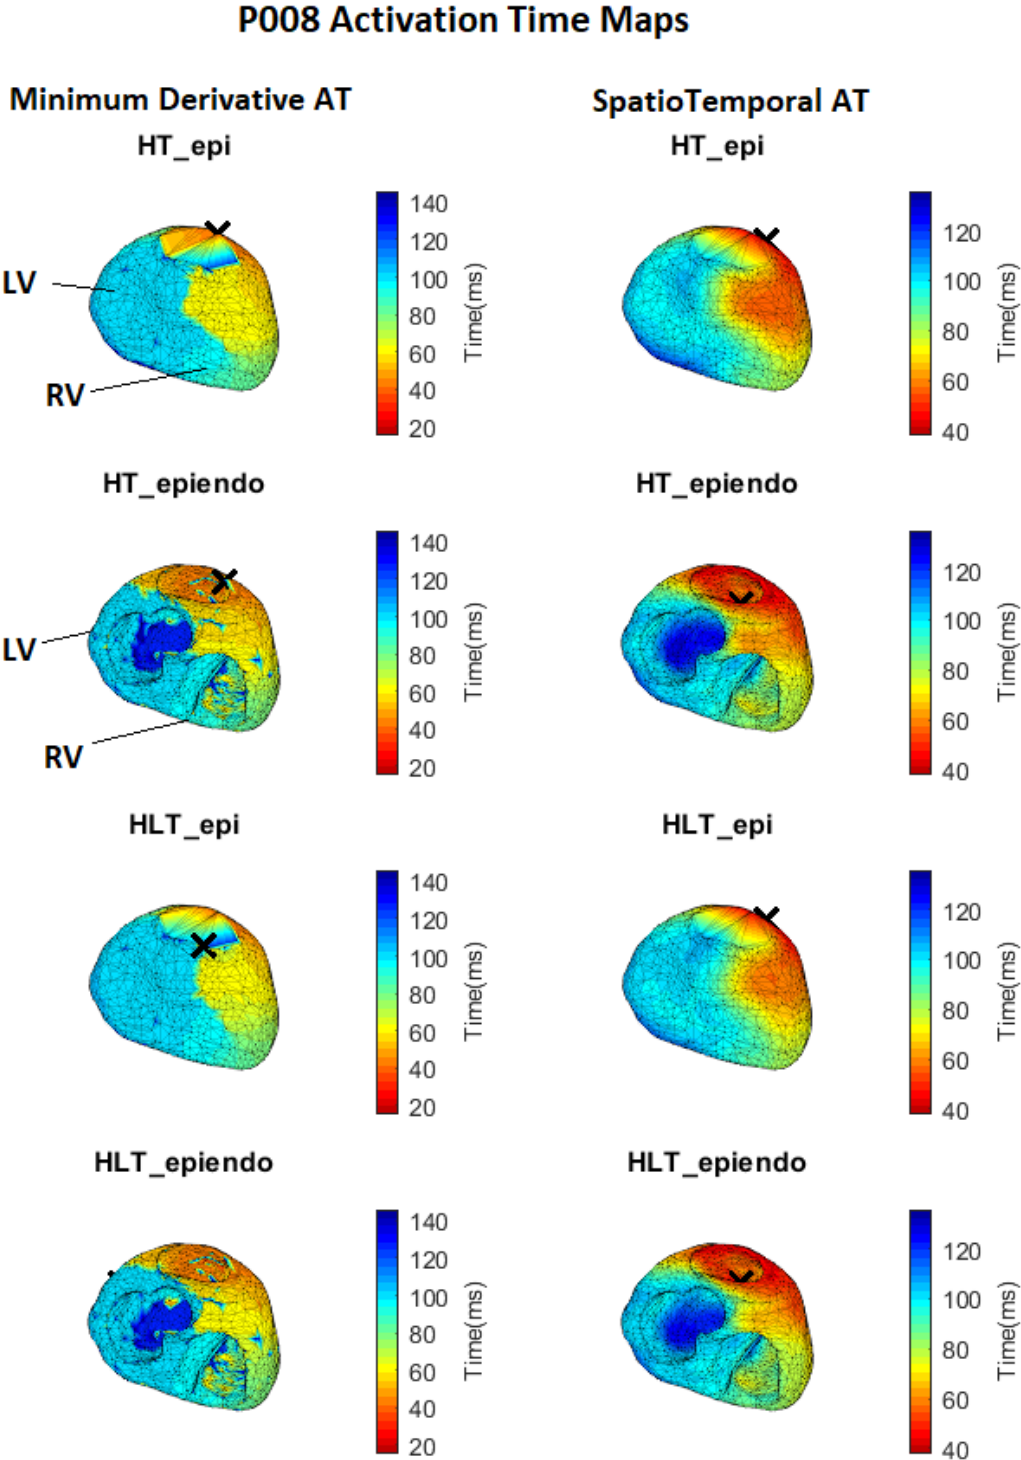 P008 Activation Time Maps
Minimum Derivative AT
SpatioTemporal AT
HT_epi
HT_epi
LV
RV
140
120
100
80
60
40
20
Time(ms)
120
100
80
60
40
Time(ms)
HT_epiendo
HT_epiendo
LV
RV
140
120
100
80
60
40
20
Time(ms)
120
100
80
60
40
Time(ms)
HLT_epi
HLT_epi
140
120
100
80
60
40
20
Time(ms)
120
100
80
60
40
Time(ms)
HLT_epiendo
HLT_epiendo
140
120
100
80
60
40
20
Time(ms)
120
100
80
60
40
Time(ms)